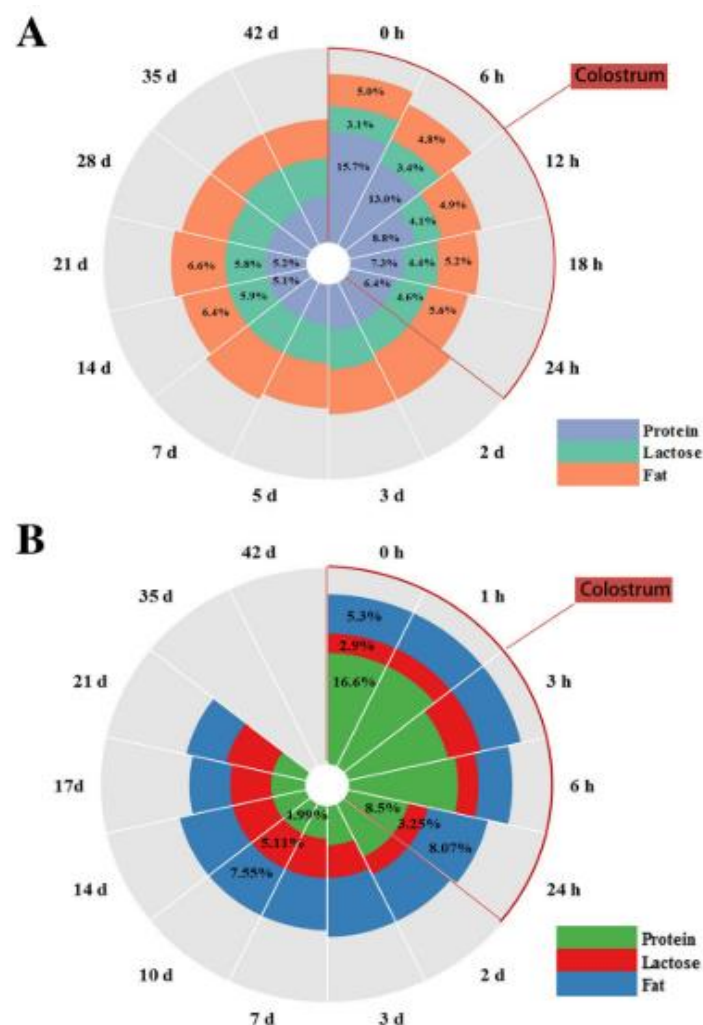 A
42 d
0 h
35 d
6 h
Colostrum
28 d
12 h
21 d
18 h
14 d
24 h
7 d
2 d
5 d
3 d
5.0%
3.1%
15.7%
4.8%
3.4%
13.0%
4.9%
4.1%
8.8%
7.3%
4.4%
5.2%
6.4%
4.6%
5.6%
6.6%
5.8%
5.2%
5.1%
5.9%
6.4%
Protein
Lactose
Fat
B
42 d
0 h
35 d
1 h
Colostrum
21 d
3 h
17d
6 h
14 d
24 h
10 d
2 d
7 d
3 d
5.3%
2.9%
16.6%
8.5%
3.25%
8.07%
1.99%
5.11%
7.55%
Protein
Lactose
Fat